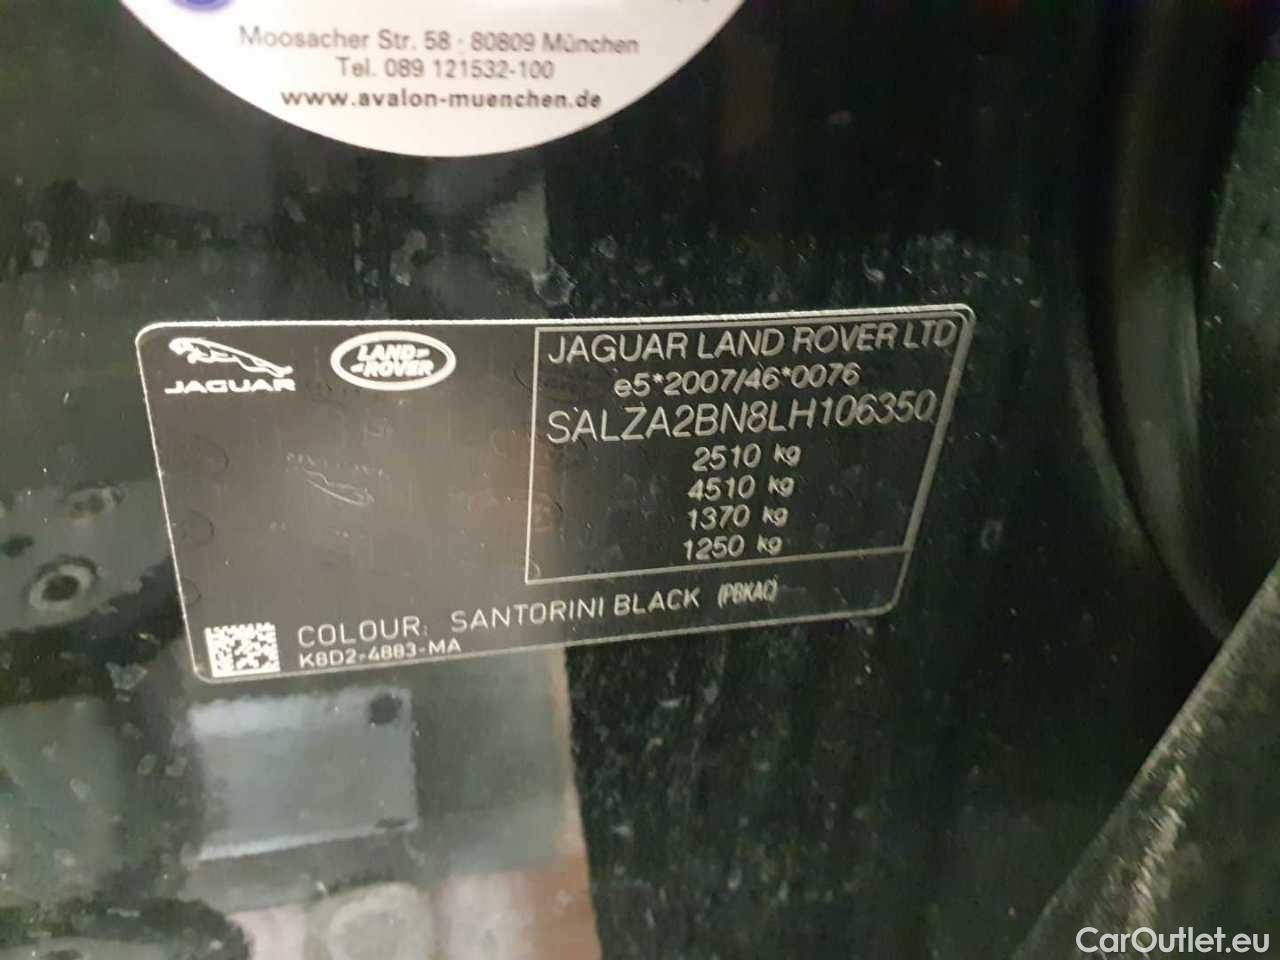 Moosacher Str. 58 · 80809 München
Tel. 089 121532-100
www.avalon-muenchen.de
JAGUAR
LAND-
-ROVER
JAGUAR LAND ROVER LTD
e5*2007/46*0076
SALZA2BN8LH106350
2510 kg
4510 kg
1370 kg
1250 kg
COLOUR: SANTORINI BLACK (PBKAC)
K8D2-4883-MA
CarOutlet.eu